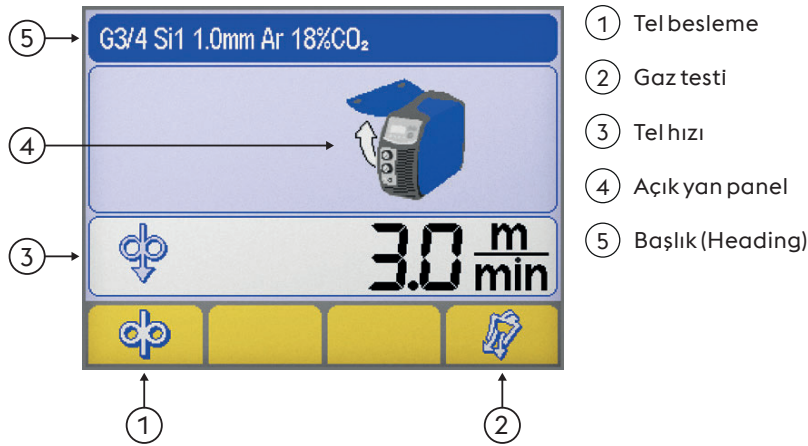 5
G3/4 Si1 1.0mm Ar 18%CO₂
4
3
3.0 m/min
1
2
1 Tel besleme
2 Gaz testi
3 Tel hızı
4 Açık yan panel
5 Başlık (Heading)